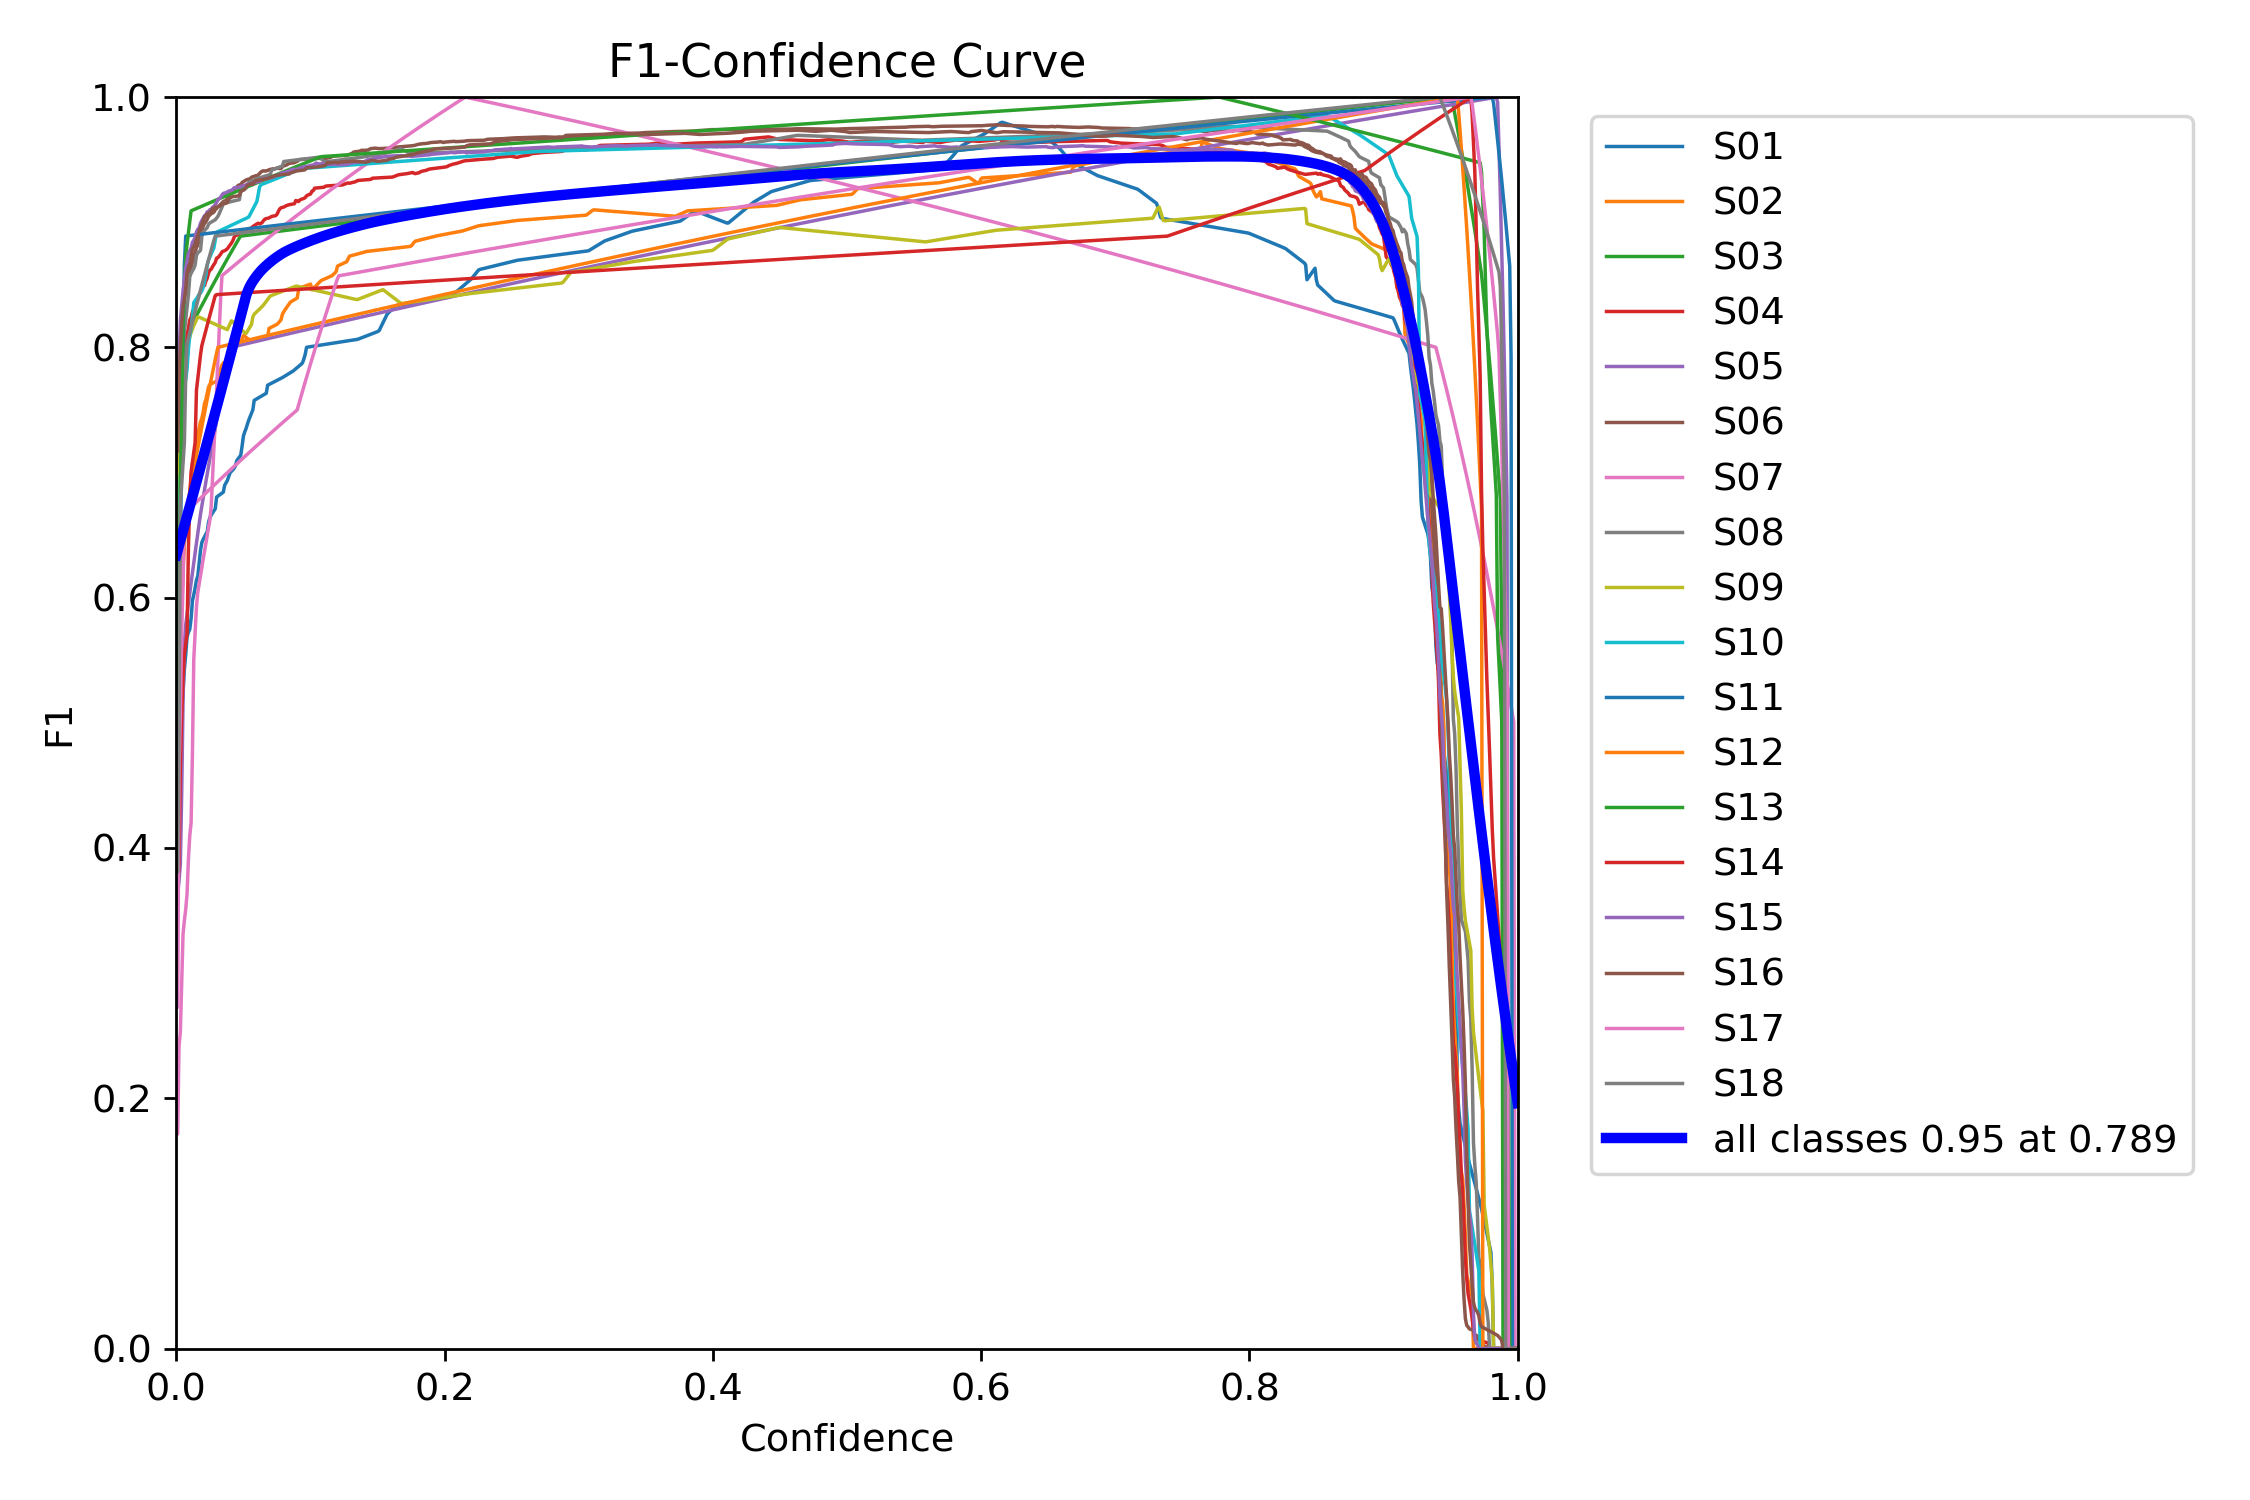 F1-Confidence Curve
1.0
0.8
0.6
0.4
0.2
0.0
F1
0.0 0.2 0.4 0.6 0.8 1.0
Confidence
S01
S02
S03
S04
S05
S06
S07
S08
S09
S10
S11
S12
S13
S14
S15
S16
S17
S18
all classes 0.95 at 0.789